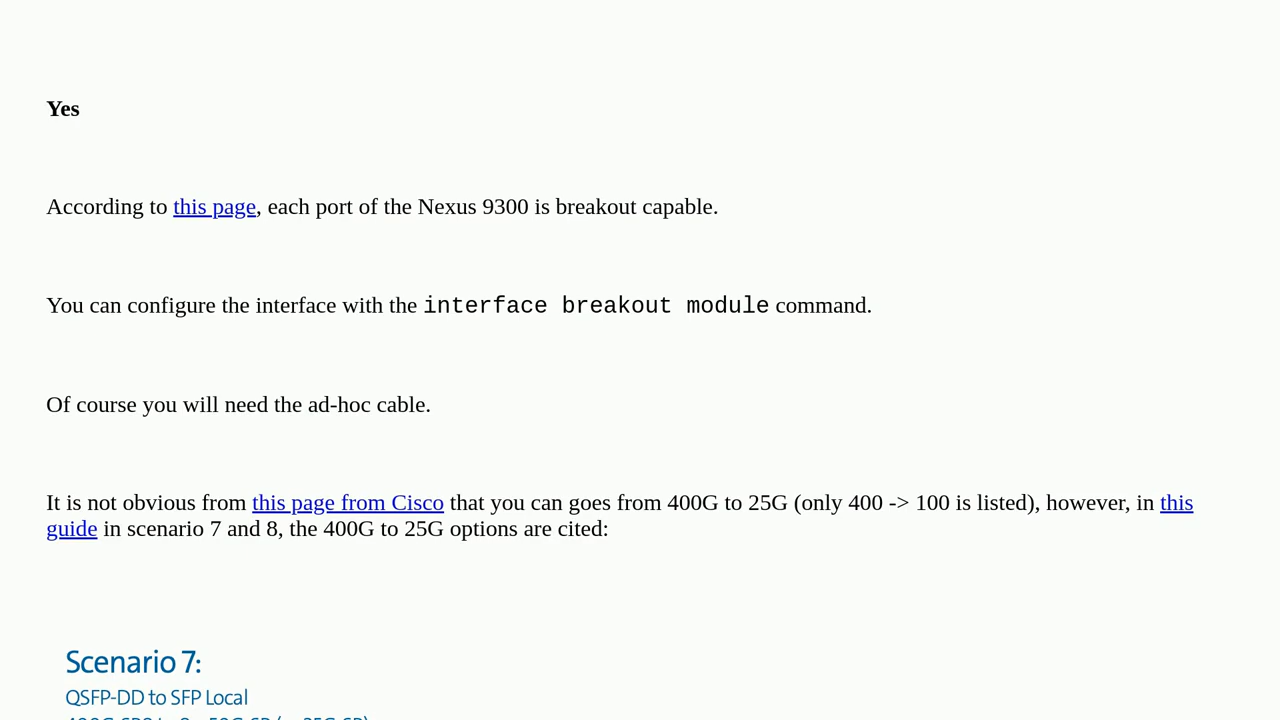 Yes
According to this page, each port of the Nexus 9300 is breakout capable.
You can configure the interface with the interface breakout module command.
Of course you will need the ad-hoc cable.
It is not obvious from this page from Cisco that you can goes from 400G to 25G (only 400 -> 100 is listed), however, in this
guide in scenario 7 and 8, the 400G to 25G options are cited:
Scenario 7:
QSFP-DD to SFP Local